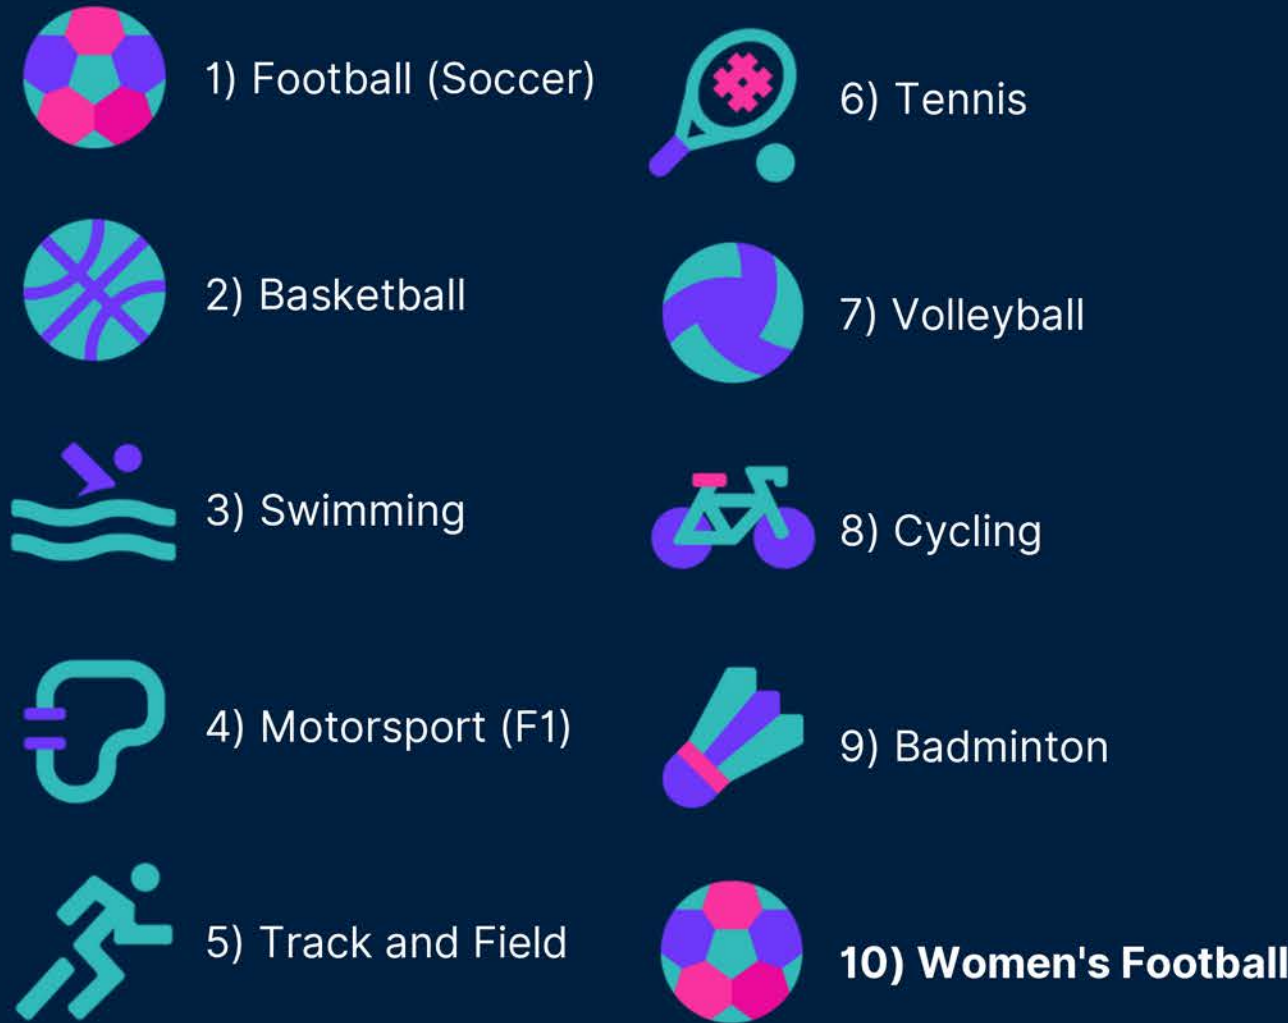 1) Football (Soccer)
2) Basketball
3) Swimming
4) Motorsport (F1)
5) Track and Field
6) Tennis
7) Volleyball
8) Cycling
9) Badminton
10) Women's Football